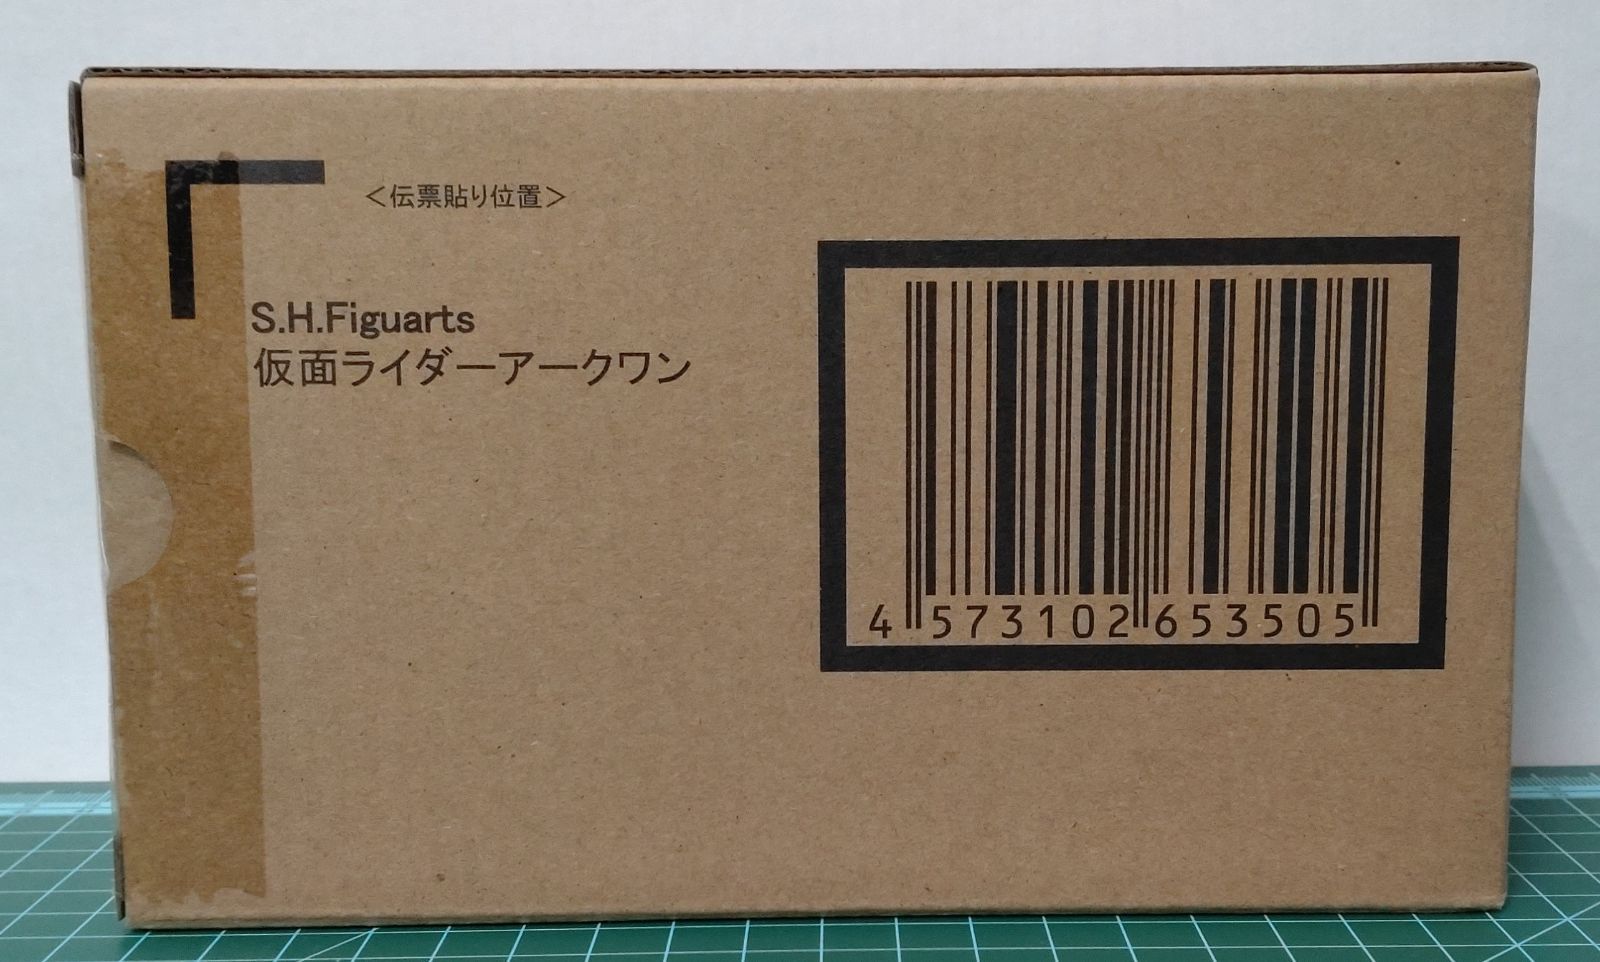 ＜伝票貼り位置＞
S.H.Figuarts
仮面ライダーアークワン
4 573102 653505